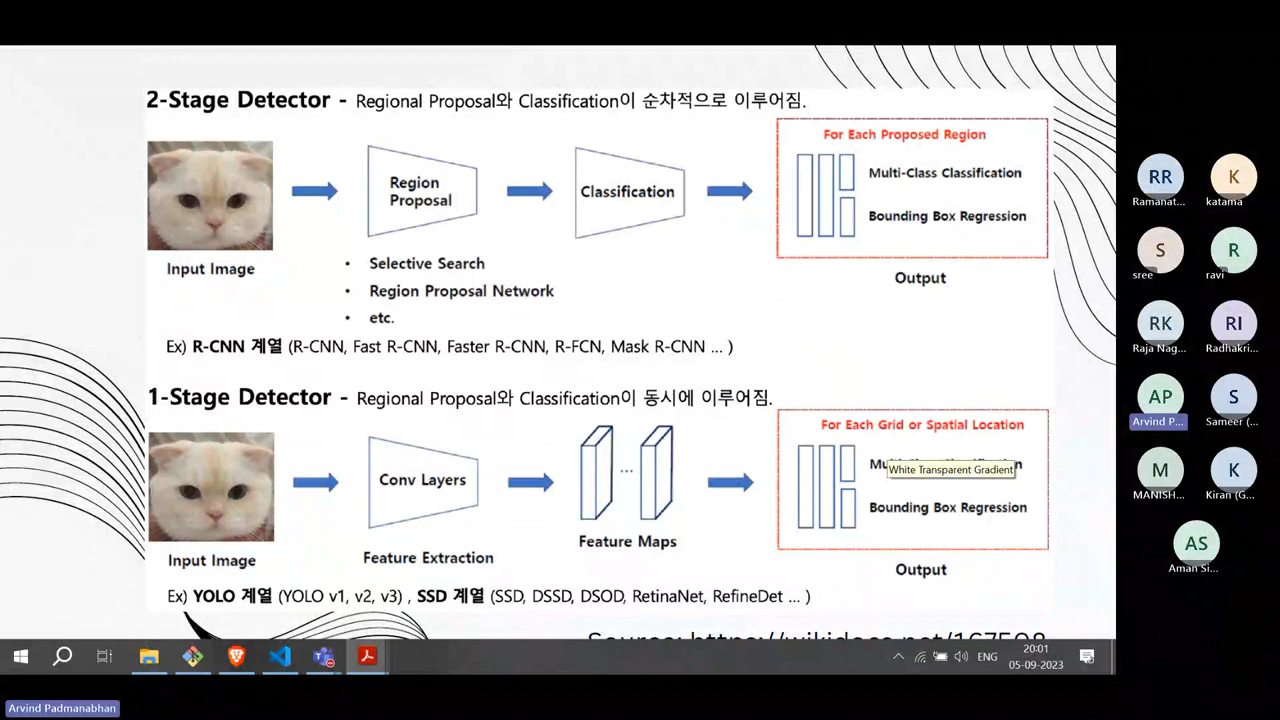 2-Stage Detector - Regional Proposal와 Classification이 순차적으로 이루어짐.
For Each Proposed Region
Region
Proposal
Classification
Multi-Class Classification
Bounding Box Regression
Input Image
Output
• Selective Search
• Region Proposal Network
• etc.
Ex) R-CNN 계열 (R-CNN, Fast R-CNN, Faster R-CNN, R-FCN, Mask R-CNN ... )
1-Stage Detector - Regional Proposal와 Classification이 동시에 이루어짐.
For Each Grid or Spatial Location
Conv Layers
...
White Transparent Gradient
Bounding Box Regression
Input Image
Feature Extraction
Feature Maps
Output
Ex) YOLO 계열 (YOLO v1, v2, v3) , SSD 계열 (SSD, DSSD, DSOD, RetinaNet, RefineDet ... )
Source: https://wikidocs.net/167508
ENG
20:01
05-09-2023
RR
Ramanat...
K
katama
S
sree
R
ravi
RK
Raja Nag...
RI
Radhakri...
AP
Arvind P...
S
Sameer (...
M
MANISH...
K
Kiran (G...
AS
Aman Si...
Arvind Padmanabhan